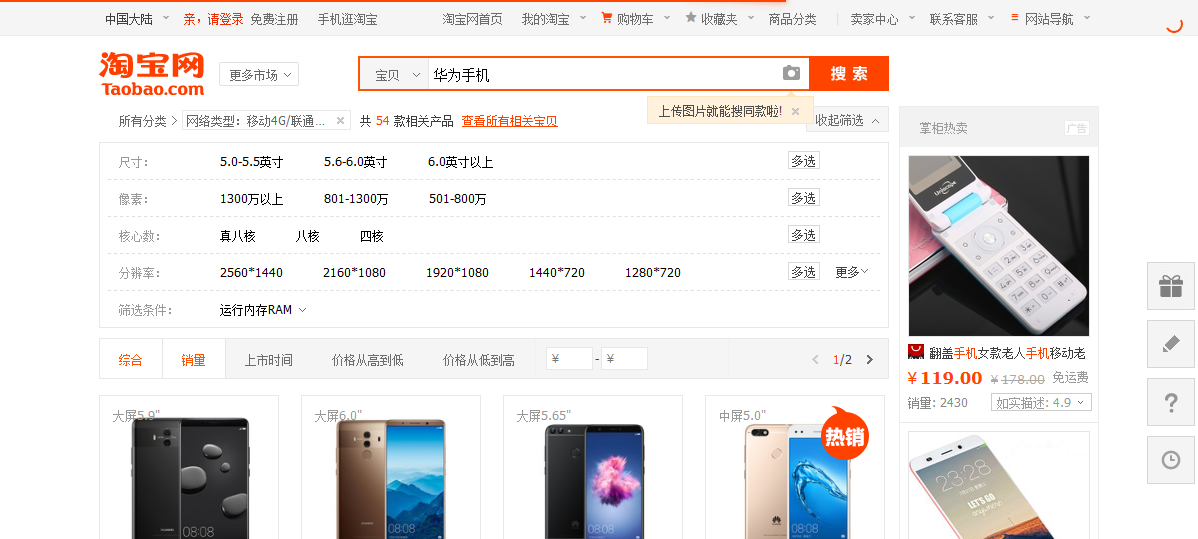 中国大陆 亲，请登录 免费注册 手机逛淘宝 淘宝网首页 我的淘宝 购物车 收藏夹 商品分类 卖家中心 联系客服 网站导航
淘宝网
Taobao.com
更多市场
宝贝 华为手机 搜 索
上传图片就能搜同款啦! ×
所有分类 > 网络类型：移动4G/联通... × 共 54 款相关产品 查看所有相关宝贝 收起筛选
尺寸： 5.0-5.5英寸 5.6-6.0英寸 6.0英寸以上 多选
像素： 1300万以上 801-1300万 501-800万 多选
核心数： 真八核 八核 四核 多选
分辨率： 2560*1440 2160*1080 1920*1080 1440*720 1280*720 多选 更多
筛选条件： 运行内存RAM
综合 销量 上市时间 价格从高到低 价格从低到高 ¥ - ¥ < 1/2 >
大屏5.9"
08:08
大屏6.0"
08:08
大屏5.65"
08:08
中屏5.0"
热销
HUAWEI
08:08
掌柜热卖 广告
Uniscope
翻盖手机女款老人手机移动老
¥119.00 ¥178.00 免运费
销量: 2430 如实描述: 4.9
23:28
LET'S GO
?